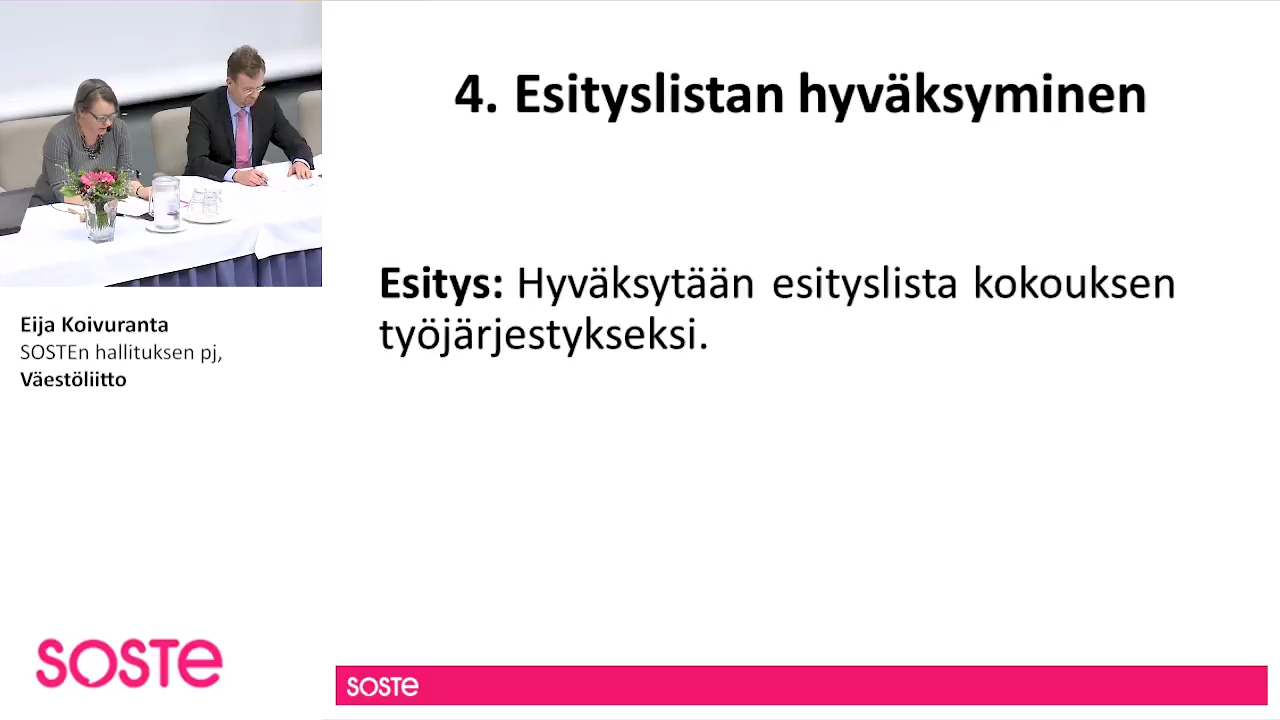 4. Esityslistan hyväksyminen
Esitys: Hyväksytään esityslista kokouksen
työjärjestykseksi.
Eija Koivuranta
SOSTEn hallituksen pj,
Väestöliitto
SOSTE
SOSTE